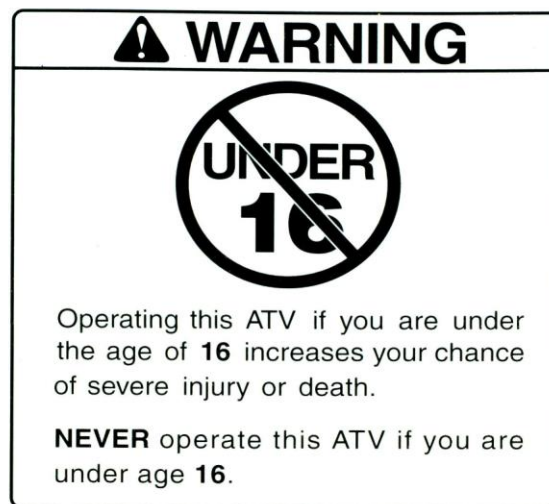 WARNING
UNDER
16
Operating this ATV if you are under
the age of 16 increases your chance
of severe injury or death.
NEVER operate this ATV if you are
under age 16.